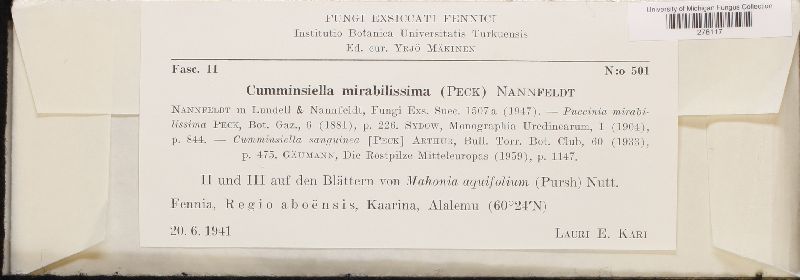 University of Michigan Fungus Collection
276117
FUNGI EXSICCATI FENNICI
Institutio Botanica Universitatis Turkuensis
Ed. cur. YRJÖ MÄKINEN
Fasc. 11
N:o 501
Cumminsiella mirabilissima (PECK) NANNFELDT
NANNFELDT in Lundell & Nannfeldt, Fungi Exs. Suec. 1507a (1947). — Puccinia mirabi-
lissima PECK, Bot. Gaz., 6 (1881), p. 226. SYDOW, Monographia Uredinearum, 1 (1904),
p. 844. — Cumminsiella sanguinea [PECK] ARTHUR, Bull. Torr. Bot. Club, 60 (1933),
p. 475. GÄUMANN, Die Rostpilze Mitteleuropas (1959), p. 1147.
II und III auf den Blättern von Mahonia aquifolium (Pursh) Nutt.
Fennia, Regio aboënsis, Kaarina, Alalemu (60°24'N)
20. 6. 1941
LAURI E. KARI